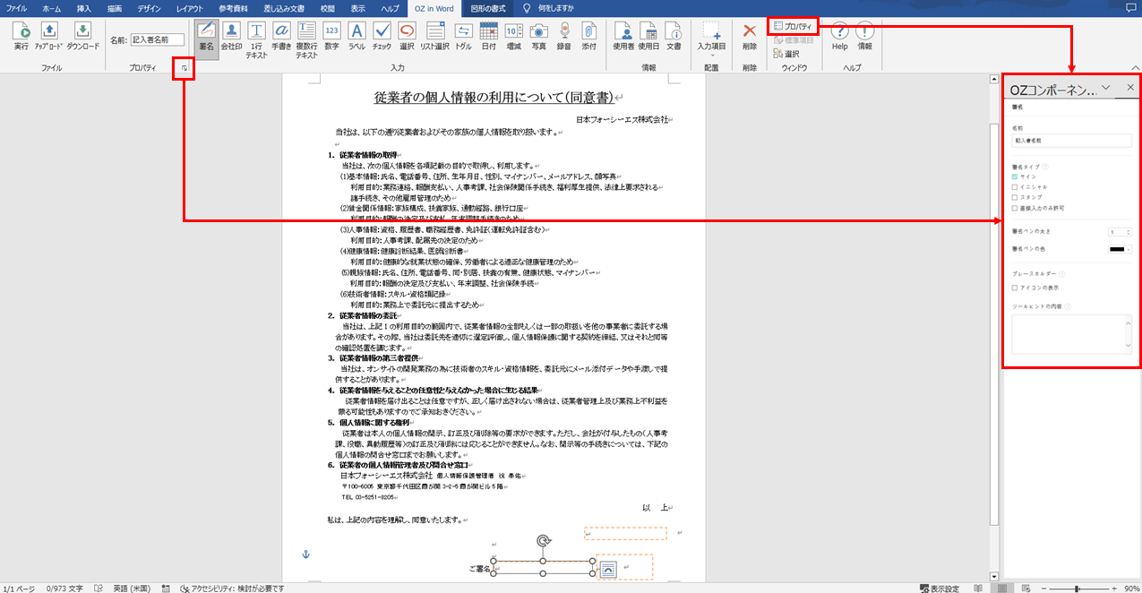 ファイル ホーム 挿入 描画 デザイン レイアウト 参考資料 差し込み文書 校閲 表示 ヘルプ OZ in Word 図形の書式 何をしますか
実行 アップロード ダウンロード
ファイル
名前: 記入者名前
プロパティ
署名 会社印 1行テキスト 手書き 複数行テキスト 数字 ラベル チェック 選択 リスト選択 トグル 日付 増減 写真 録音 添付
入力
使用者 使用日 文書
情報
入力項目
配置
削除
削除
プロパティ
選択
ウィンドウ
Help 情報
ヘルプ
従業者の個人情報の利用について(同意書)
日本フォーシーエス株式会社
当社は、以下の通り従業者およびその家族の個人情報を取り扱います。
1. 従業者情報の取得
当社は、次の個人情報を各項記載の目的で取得し、利用します。
(1)基本情報:氏名、電話番号、住所、生年月日、性別、マイナンバー、メールアドレス、顔写真
利用目的:業務連絡、報酬支払い、人事考課、社会保険関係手続き、福利厚生提供、法律上要求される
諸手続き、その他雇用管理のため
(2)賃金関係情報:家族構成、扶養家族、通勤経路、銀行口座
利用目的:報酬の決定及び支払、年末調整手続きのため
(3)人事情報:資格、履歴書、職務経歴書、免許証(運転免許証含む)
利用目的:人事考課、配属先の決定のため
(4)健康情報:健康診断結果、医師診断書
利用目的:健康的な就業状態の確保、労働者による適正な健康管理のため
(5)親族情報:氏名、住所、電話番号、同・別居、扶養の有無、健康状態、マイナンバー
利用目的:報酬の決定及び支払い、年末調整、社会保険手続
(6)技術者情報:スキル・資格類記録
利用目的:業務上で委託元に提出するため
2. 従業者情報の委託
当社は、上記1の利用目的の範囲内で、従業者情報の全部もしくは一部の取扱いを他の事業者に委託する場
合があります。その際、当社は委託先を適切に選定評価し、個人情報保護に関する契約を締結、又はそれと同等
の確認処置を講じます。
3. 従業者情報の第三者提供
当社は、オンサイトの開発業務の為に技術者のスキル・資格情報を、委託元にメール添付データや手渡しで提
供することがあります。
4. 従業者情報を与えることの任意性と与えなかった場合に生じる結果
従業者情報を届け出ることは任意ですが、正しく届け出されない場合は、従業者管理上及び業務上不利益を
蒙る可能性もありますのでご承知おきください。
5. 個人情報に関する権利
従業者は本人の個人情報の開示、訂正及び削除等の要求ができます。ただし、会社が付与したもの(人事考
課、役職、異動履歴等)の訂正及び削除には応じることができません。なお、開示等の手続きについては、下記の
個人情報の問合せ窓口までお願いします。
6. 従業者の個人情報管理者及び問合せ窓口
日本フォーシーエス株式会社 個人情報保護管理者
〒100-6005 東京都千代田区霞が関 3-2-5 霞が関ビル 5 階
TEL 03-5251-8205
以 上
私は、上記の内容を理解し、同意いたします。
ご署名
OZコンポーネン...
署名
名前
記入者名前
署名タイプ
サイン
イニシャル
スタンプ
直接入力のみ許可
署名ペンの太さ 1
署名ペンの色
プレースホルダー
アイコンの表示
ツールヒントの内容
1/1 ページ 0/973 文字 英語 (米国) アクセシビリティ: 検討が必要です 表示設定 90%